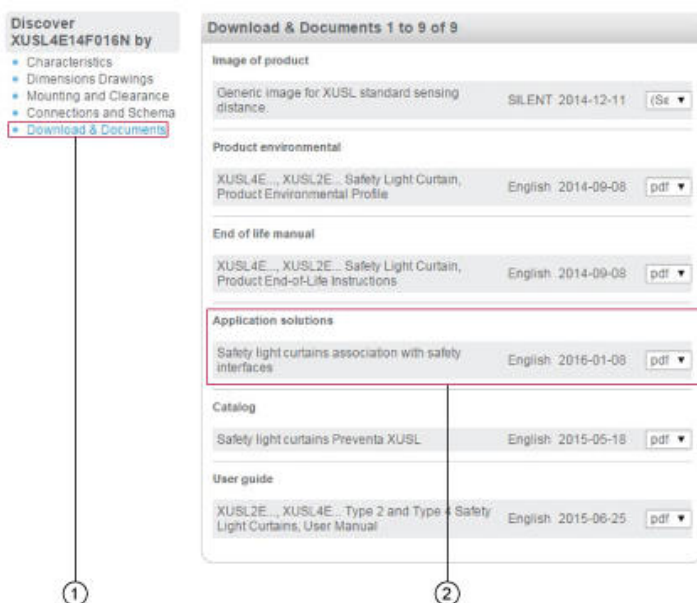 Discover
XUSL4E14F016N by
Characteristics
Dimensions Drawings
Mounting and Clearance
Connections and Schema
Download & Documents
Download & Documents 1 to 9 of 9
Image of product
Generic image for XUSL standard sensing
distance.
SILENT 2014-12-11 (Se
Product environmental
XUSL4E..., XUSL2E... Safety Light Curtain,
Product Environmental Profile
English 2014-09-08 pdf
End of life manual
XUSL4E..., XUSL2E... Safety Light Curtain,
Product End-of-Life Instructions
English 2014-09-08 pdf
Application solutions
Safety light curtains association with safety
interfaces
English 2016-01-08 pdf
Catalog
Safety light curtains Preventa XUSL English 2015-05-18 pdf
User guide
XUSL2E..., XUSL4E... Type 2 and Type 4 Safety
Light Curtains, User Manual
English 2015-06-25 pdf
1
2